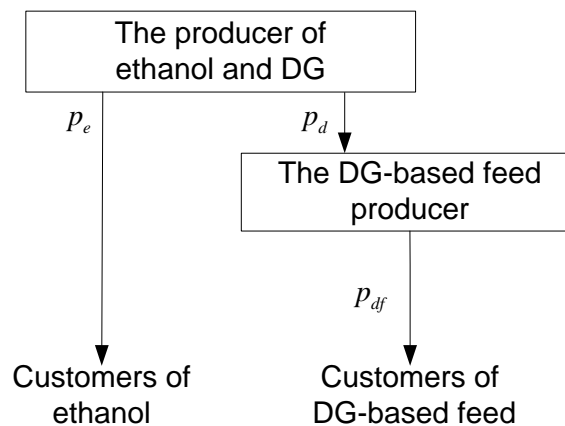 The producer of
ethanol and DG
p_e
p_d
The DG-based feed
producer
p_df
Customers of
ethanol
Customers of
DG-based feed